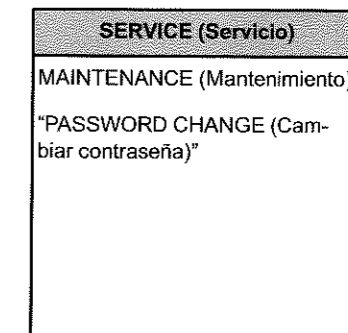 SERVICE (Servicio)
MAINTENANCE (Mantenimiento)
“PASSWORD CHANGE (Cam-
biar contraseña)”